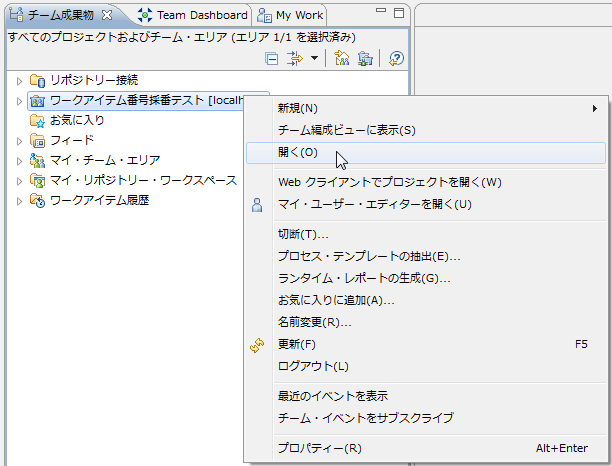 チーム成果物
Team Dashboard
My Work
すべてのプロジェクトおよびチーム・エリア (エリア 1/1 を選択済み)
リポジトリー接続
ワークアイテム番号採番テスト [localh
お気に入り
フィード
マイ・チーム・エリア
マイ・リポジトリー・ワークスペース
ワークアイテム履歴
新規(N)
チーム編成ビューに表示(S)
開く(O)
Web クライアントでプロジェクトを開く(W)
マイ・ユーザー・エディターを開く(U)
切断(T)...
プロセス・テンプレートの抽出(E)...
ランタイム・レポートの生成(G)...
お気に入りに追加(A)...
名前変更(R)...
更新(F) F5
ログアウト(L)
最近のイベントを表示
チーム・イベントをサブスクライブ
プロパティー(R) Alt+Enter